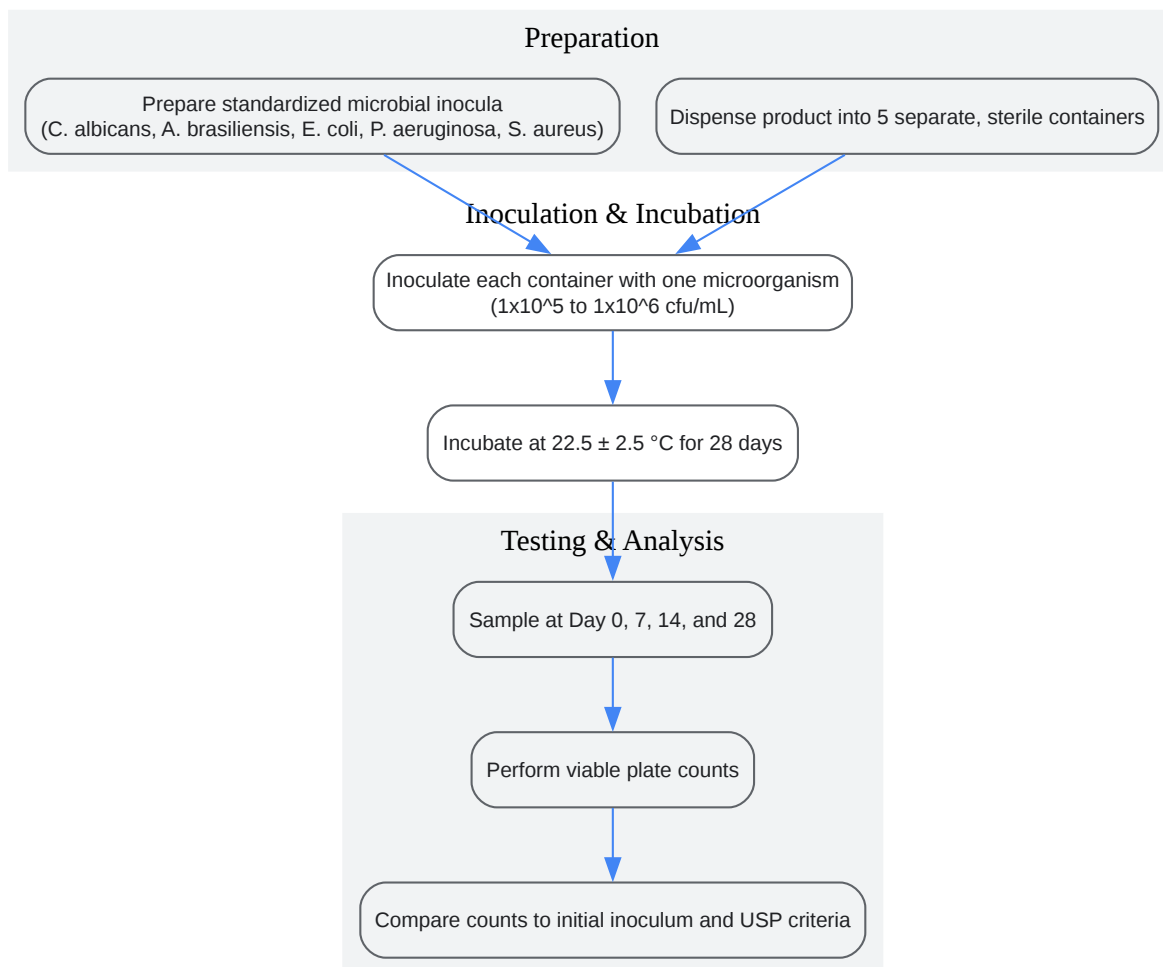 Preparation
Prepare standardized microbial inocula
(C. albicans, A. brasiliensis, E. coli, P. aeruginosa, S. aureus)
Dispense product into 5 separate, sterile containers
Inoculation & Incubation
Inoculate each container with one microorganism
(1x10^5 to 1x10^6 cfu/mL)
Incubate at 22.5 ± 2.5 °C for 28 days
Testing & Analysis
Sample at Day 0, 7, 14, and 28
Perform viable plate counts
Compare counts to initial inoculum and USP criteria